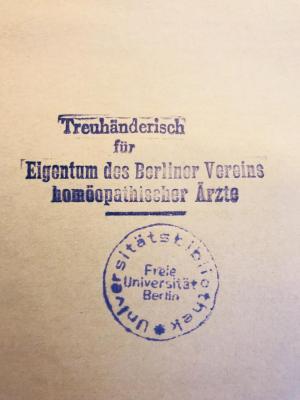 Treuhänderisch
für
Eigentum des Berliner Vereins
homöopathischer Ärzte
Universitätsbibliothek *
Freie
Universität
Berlin